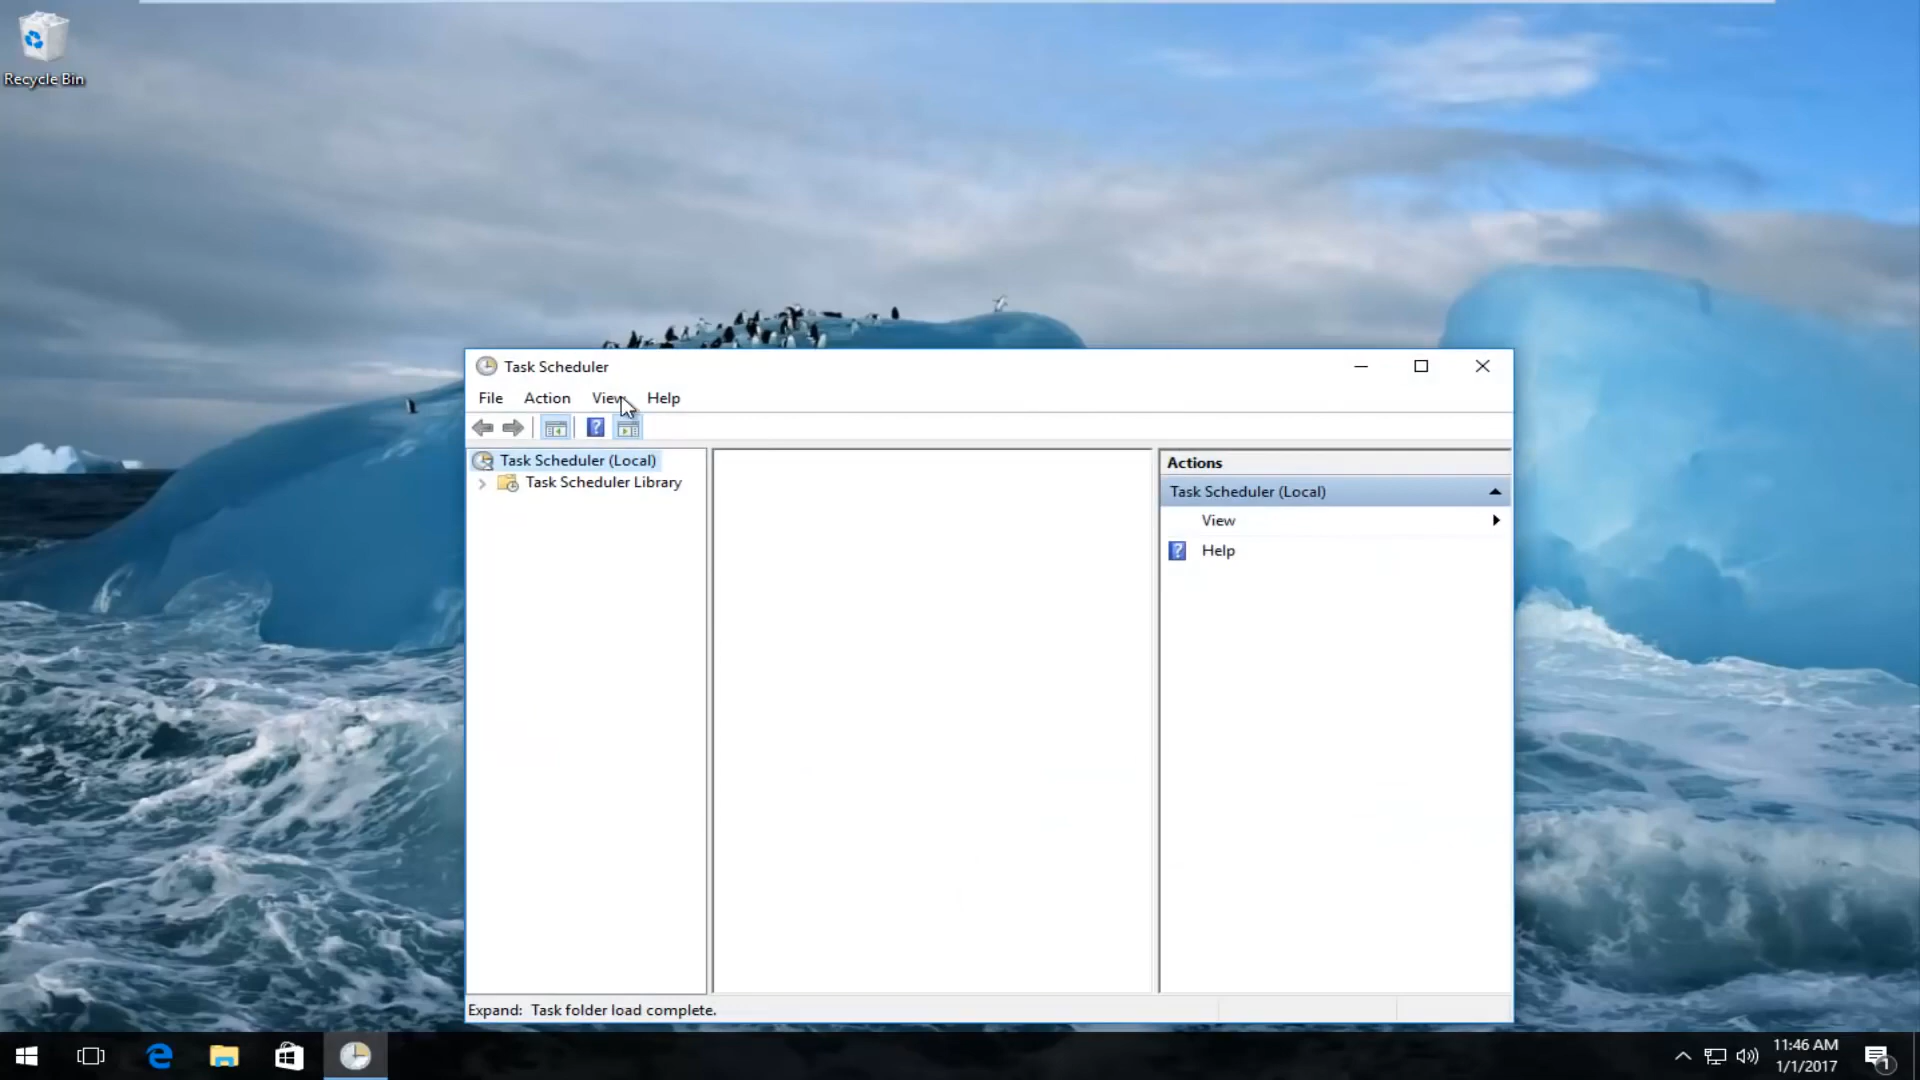 Recycle Bin
Task Scheduler
File Action View Help
Task Scheduler (Local)
Task Scheduler Library
Actions
Task Scheduler (Local)
View
Help
Expand: Task folder load complete.
11:46 AM
1/1/2017
1